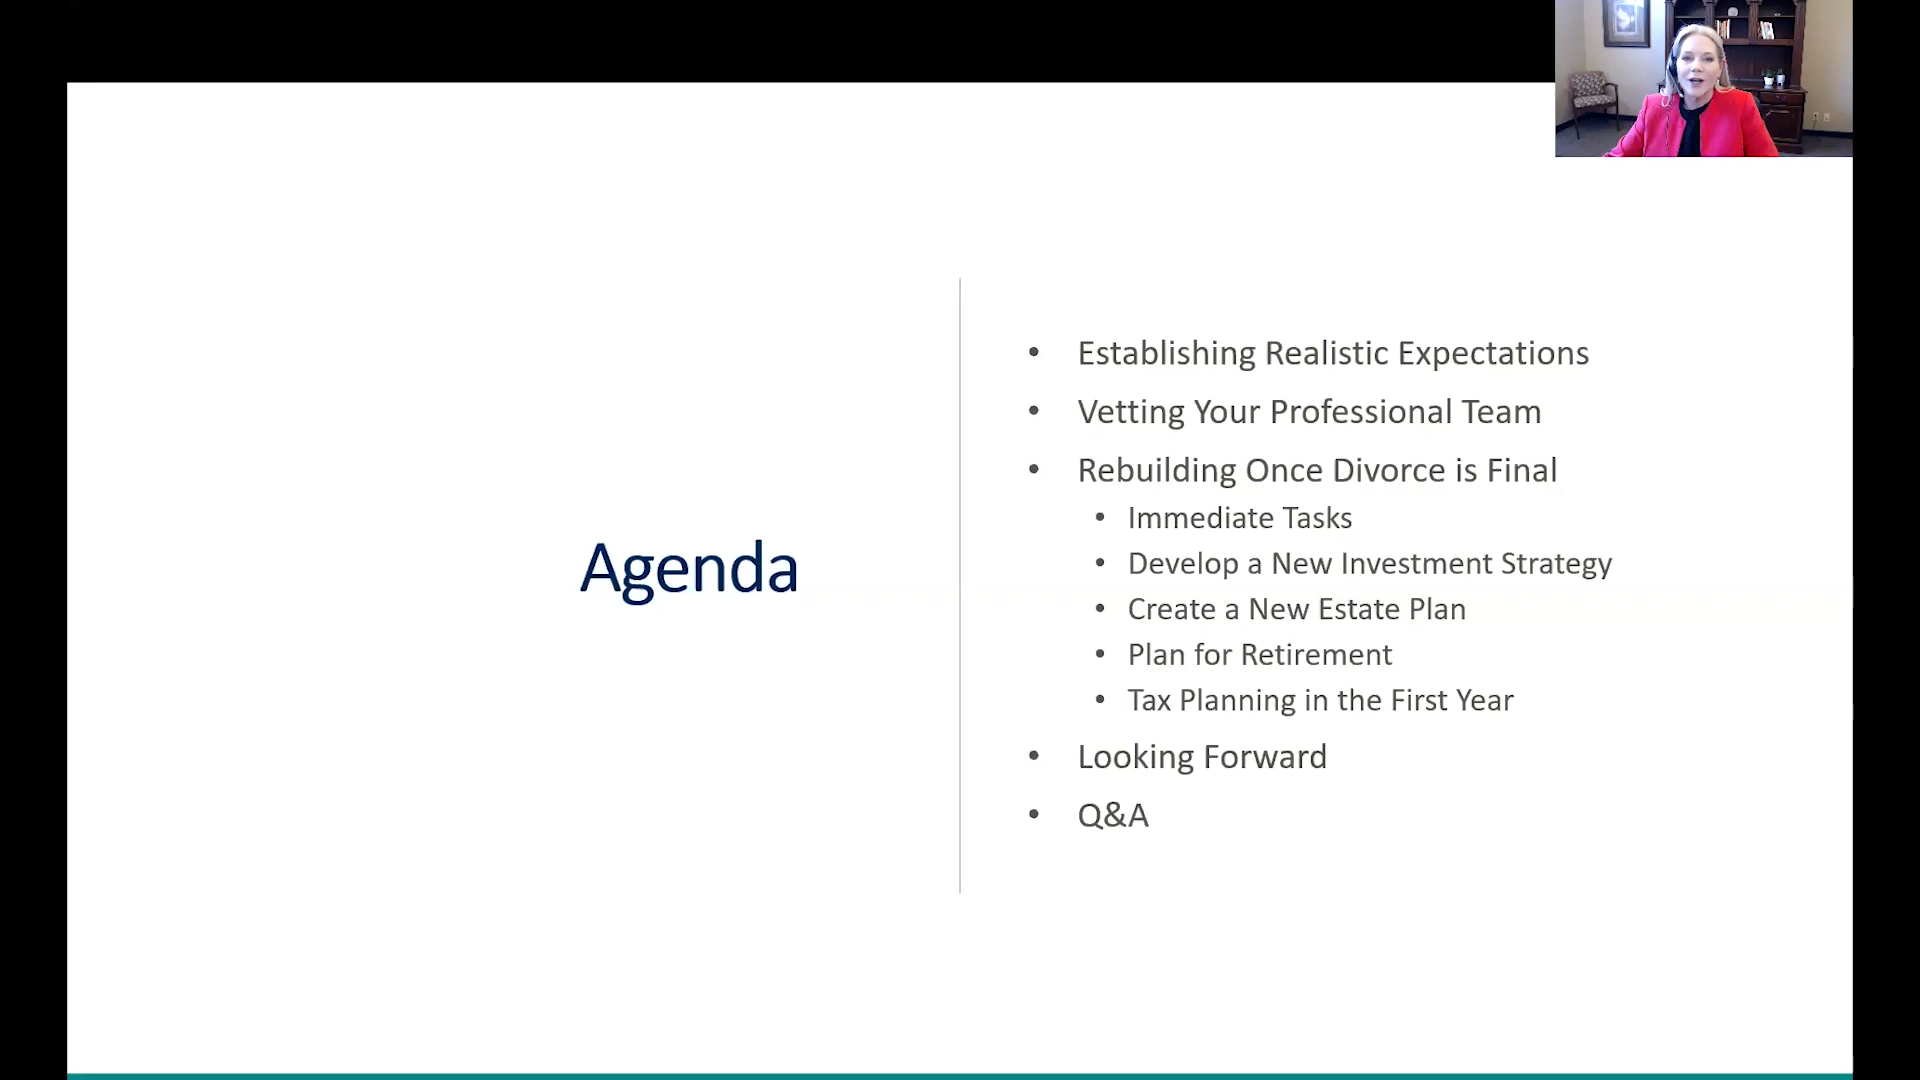 Agenda
• Establishing Realistic Expectations
• Vetting Your Professional Team
• Rebuilding Once Divorce is Final
• Immediate Tasks
• Develop a New Investment Strategy
• Create a New Estate Plan
• Plan for Retirement
• Tax Planning in the First Year
• Looking Forward
• Q&A